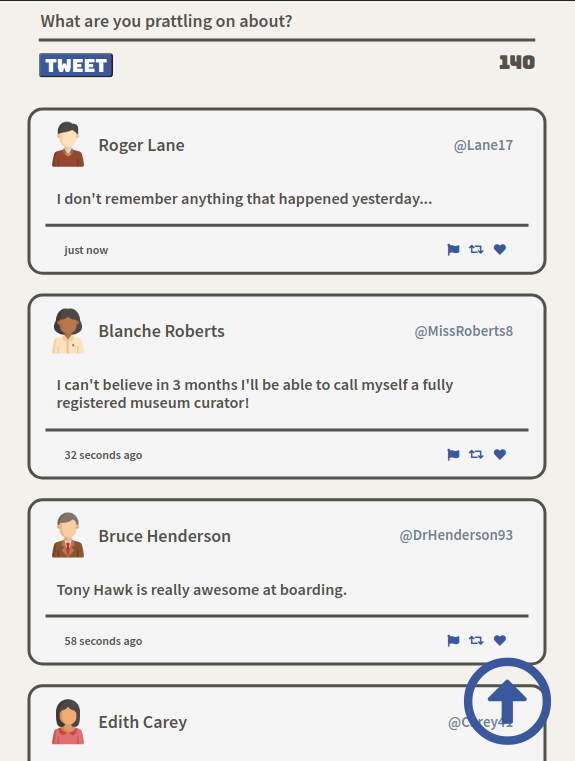 What are you prattling on about?
TWEET
140
Roger Lane
@Lane17
I don't remember anything that happened yesterday...
just now
Blanche Roberts
@MissRoberts8
I can't believe in 3 months I'll be able to call myself a fully
registered museum curator!
32 seconds ago
Bruce Henderson
@DrHenderson93
Tony Hawk is really awesome at boarding.
58 seconds ago
Edith Carey